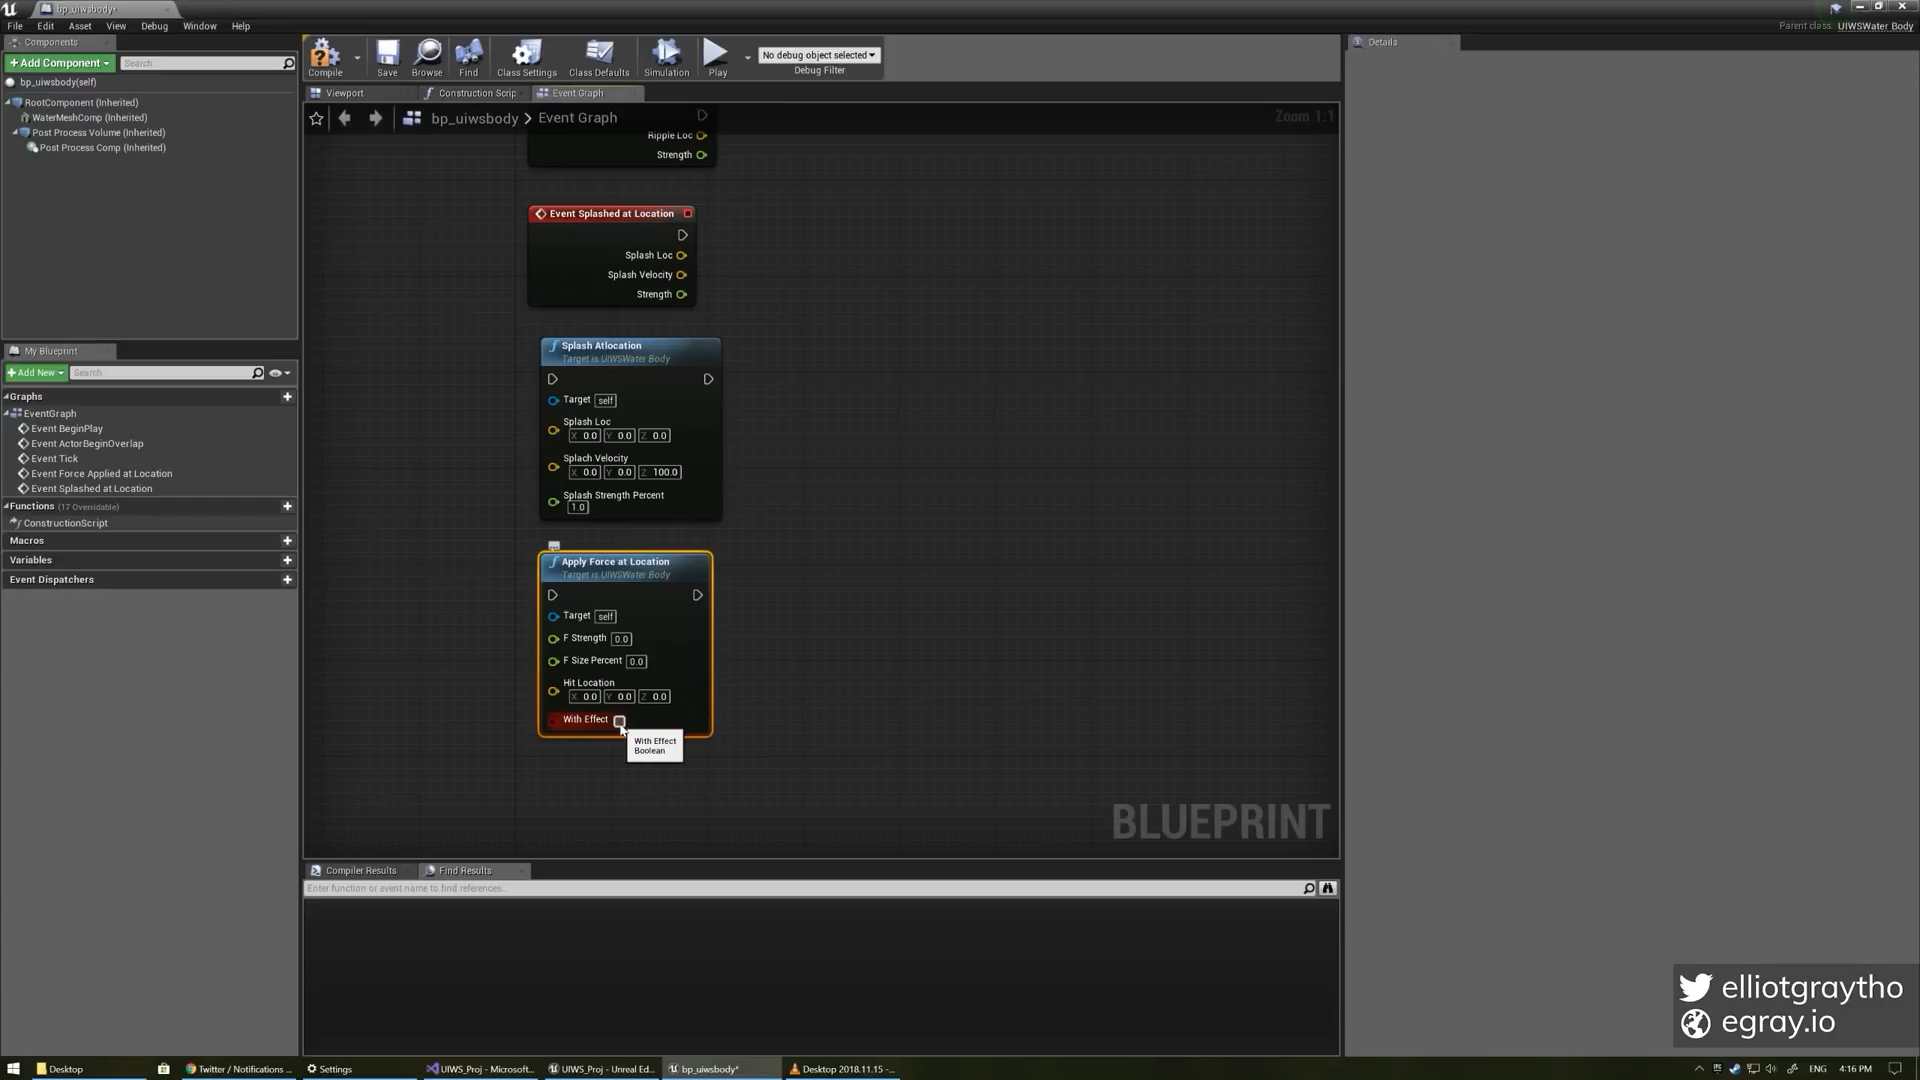 bp_uiwsbody*
File Edit Asset View Debug Window Help
Parent class: UIWSWater Body
Components
Details
+Add Component
Search
bp_uiwsbody(self)
RootComponent (Inherited)
WaterMeshComp (Inherited)
Post Process Volume (Inherited)
Post Process Comp (Inherited)
Compile
Save
Browse
Find
Class Settings
Class Defaults
Simulation
Play
No debug object selected
Debug Filter
Viewport
Construction Scrip
Event Graph
bp_uiwsbody > Event Graph
Zoom 1:1
Ripple Loc
Strength
Event Splashed at Location
Splash Loc
Splash Velocity
Strength
Splash Atlocation
Target is UIWSWater Body
Target self
Splash Loc
X 0.0 Y 0.0 Z 0.0
Splach Velocity
X 0.0 Y 0.0 Z 100.0
Splash Strength Percent
1.0
Apply Force at Location
Target is UIWSWater Body
Target self
F Strength 0.0
F Size Percent 0.0
Hit Location
X 0.0 Y 0.0 Z 0.0
With Effect
With Effect
Boolean
BLUEPRINT
My Blueprint
+Add New
Search
Graphs
EventGraph
Event BeginPlay
Event ActorBeginOverlap
Event Tick
Event Force Applied at Location
Event Splashed at Location
Functions (17 Overridable)
ConstructionScript
Macros
Variables
Event Dispatchers
Compiler Results
Find Results
Enter function or event name to find references...
elliotgraytho
egray.io
Desktop
Twitter / Notifications ...
Settings
UIWS_Proj - Microsoft...
UIWS_Proj - Unreal Ed...
bp_uiwsbody*
Desktop 2018.11.15 -...
ENG
4:16 PM